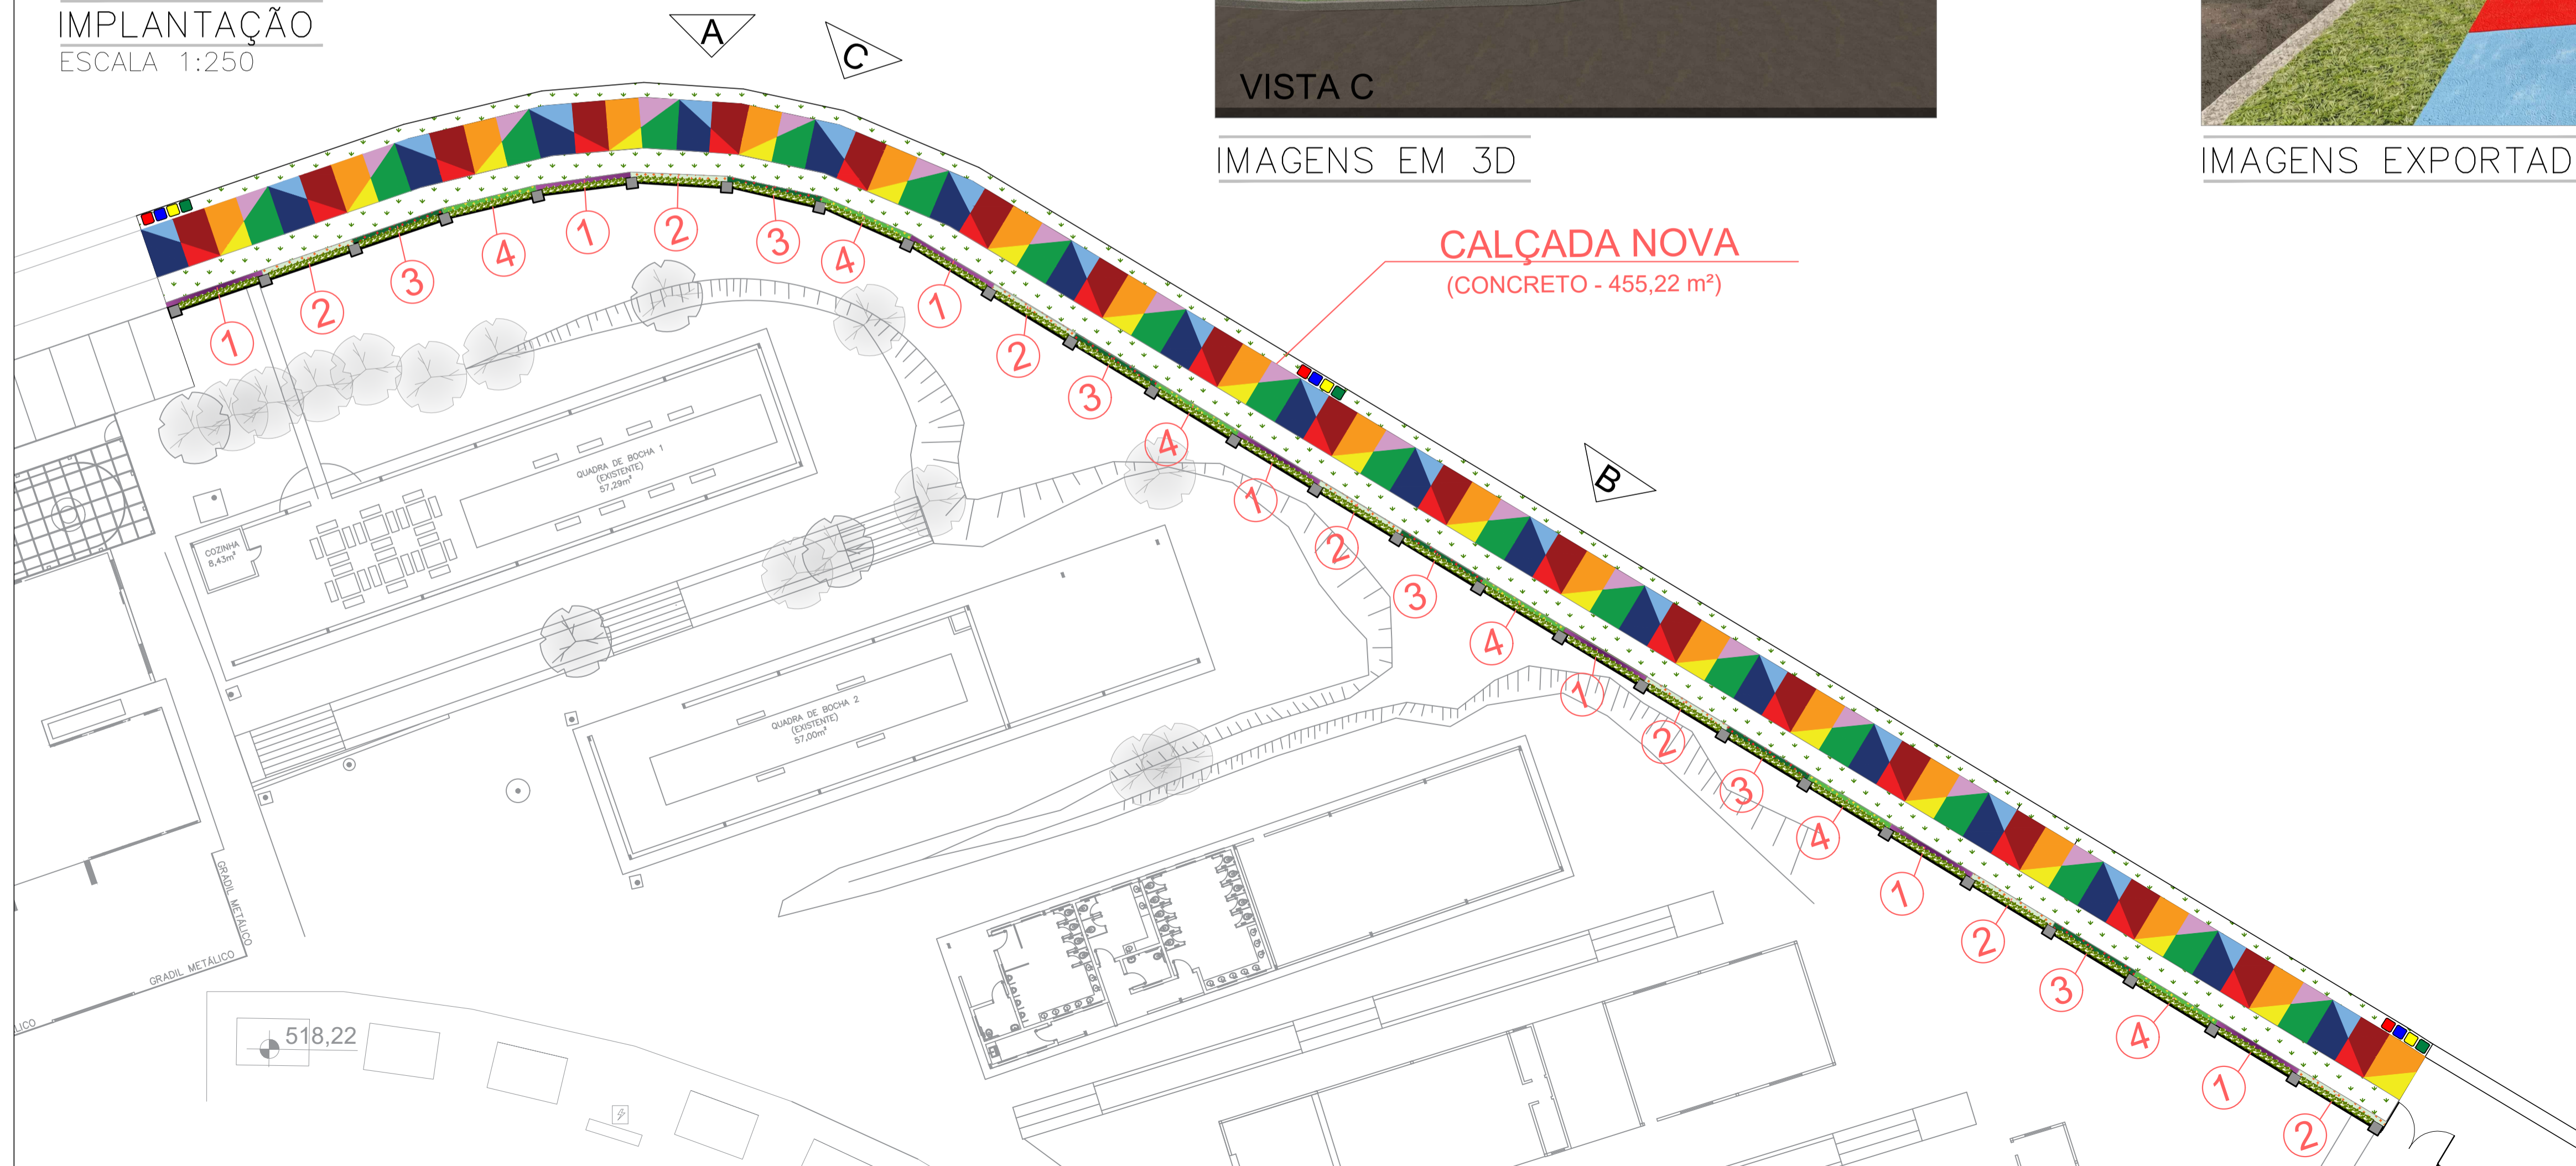 IMPLANTAÇÃO
ESCALA 1:250
A
C
VISTA C
IMAGENS EM 3D
IMAGENS EXPORTAD
CALÇADA NOVA
(CONCRETO - 455,22 m²)
B
1
2
3
4
1
2
3
4
1
2
3
4
1
2
3
4
1
2
3
4
1
2
3
4
1
2
QUADRA DE BOCHA 1
(EXISTENTE)
57,29m²
COZINHA
8,43m²
QUADRA DE BOCHA 2
(EXISTENTE)
57,00m²
GRADIL METÁLICO
GRADIL METÁLICO
LICO
518,22